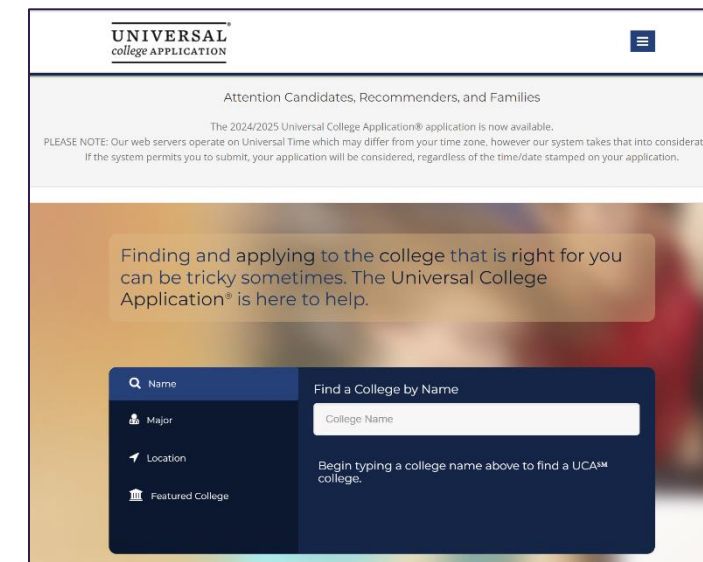 UNIVERSAL®
college APPLICATION
Attention Candidates, Recommenders, and Families
The 2024/2025 Universal College Application® application is now available.
PLEASE NOTE: Our web servers operate on Universal Time which may differ from your time zone, however our system takes that into considerat
If the system permits you to submit, your application will be considered, regardless of the time/date stamped on your application.
Finding and applying to the college that is right for you
can be tricky sometimes. The Universal College
Application® is here to help.
Name
Find a College by Name
Major
College Name
Location
Begin typing a college name above to find a UCA℠
college.
Featured College